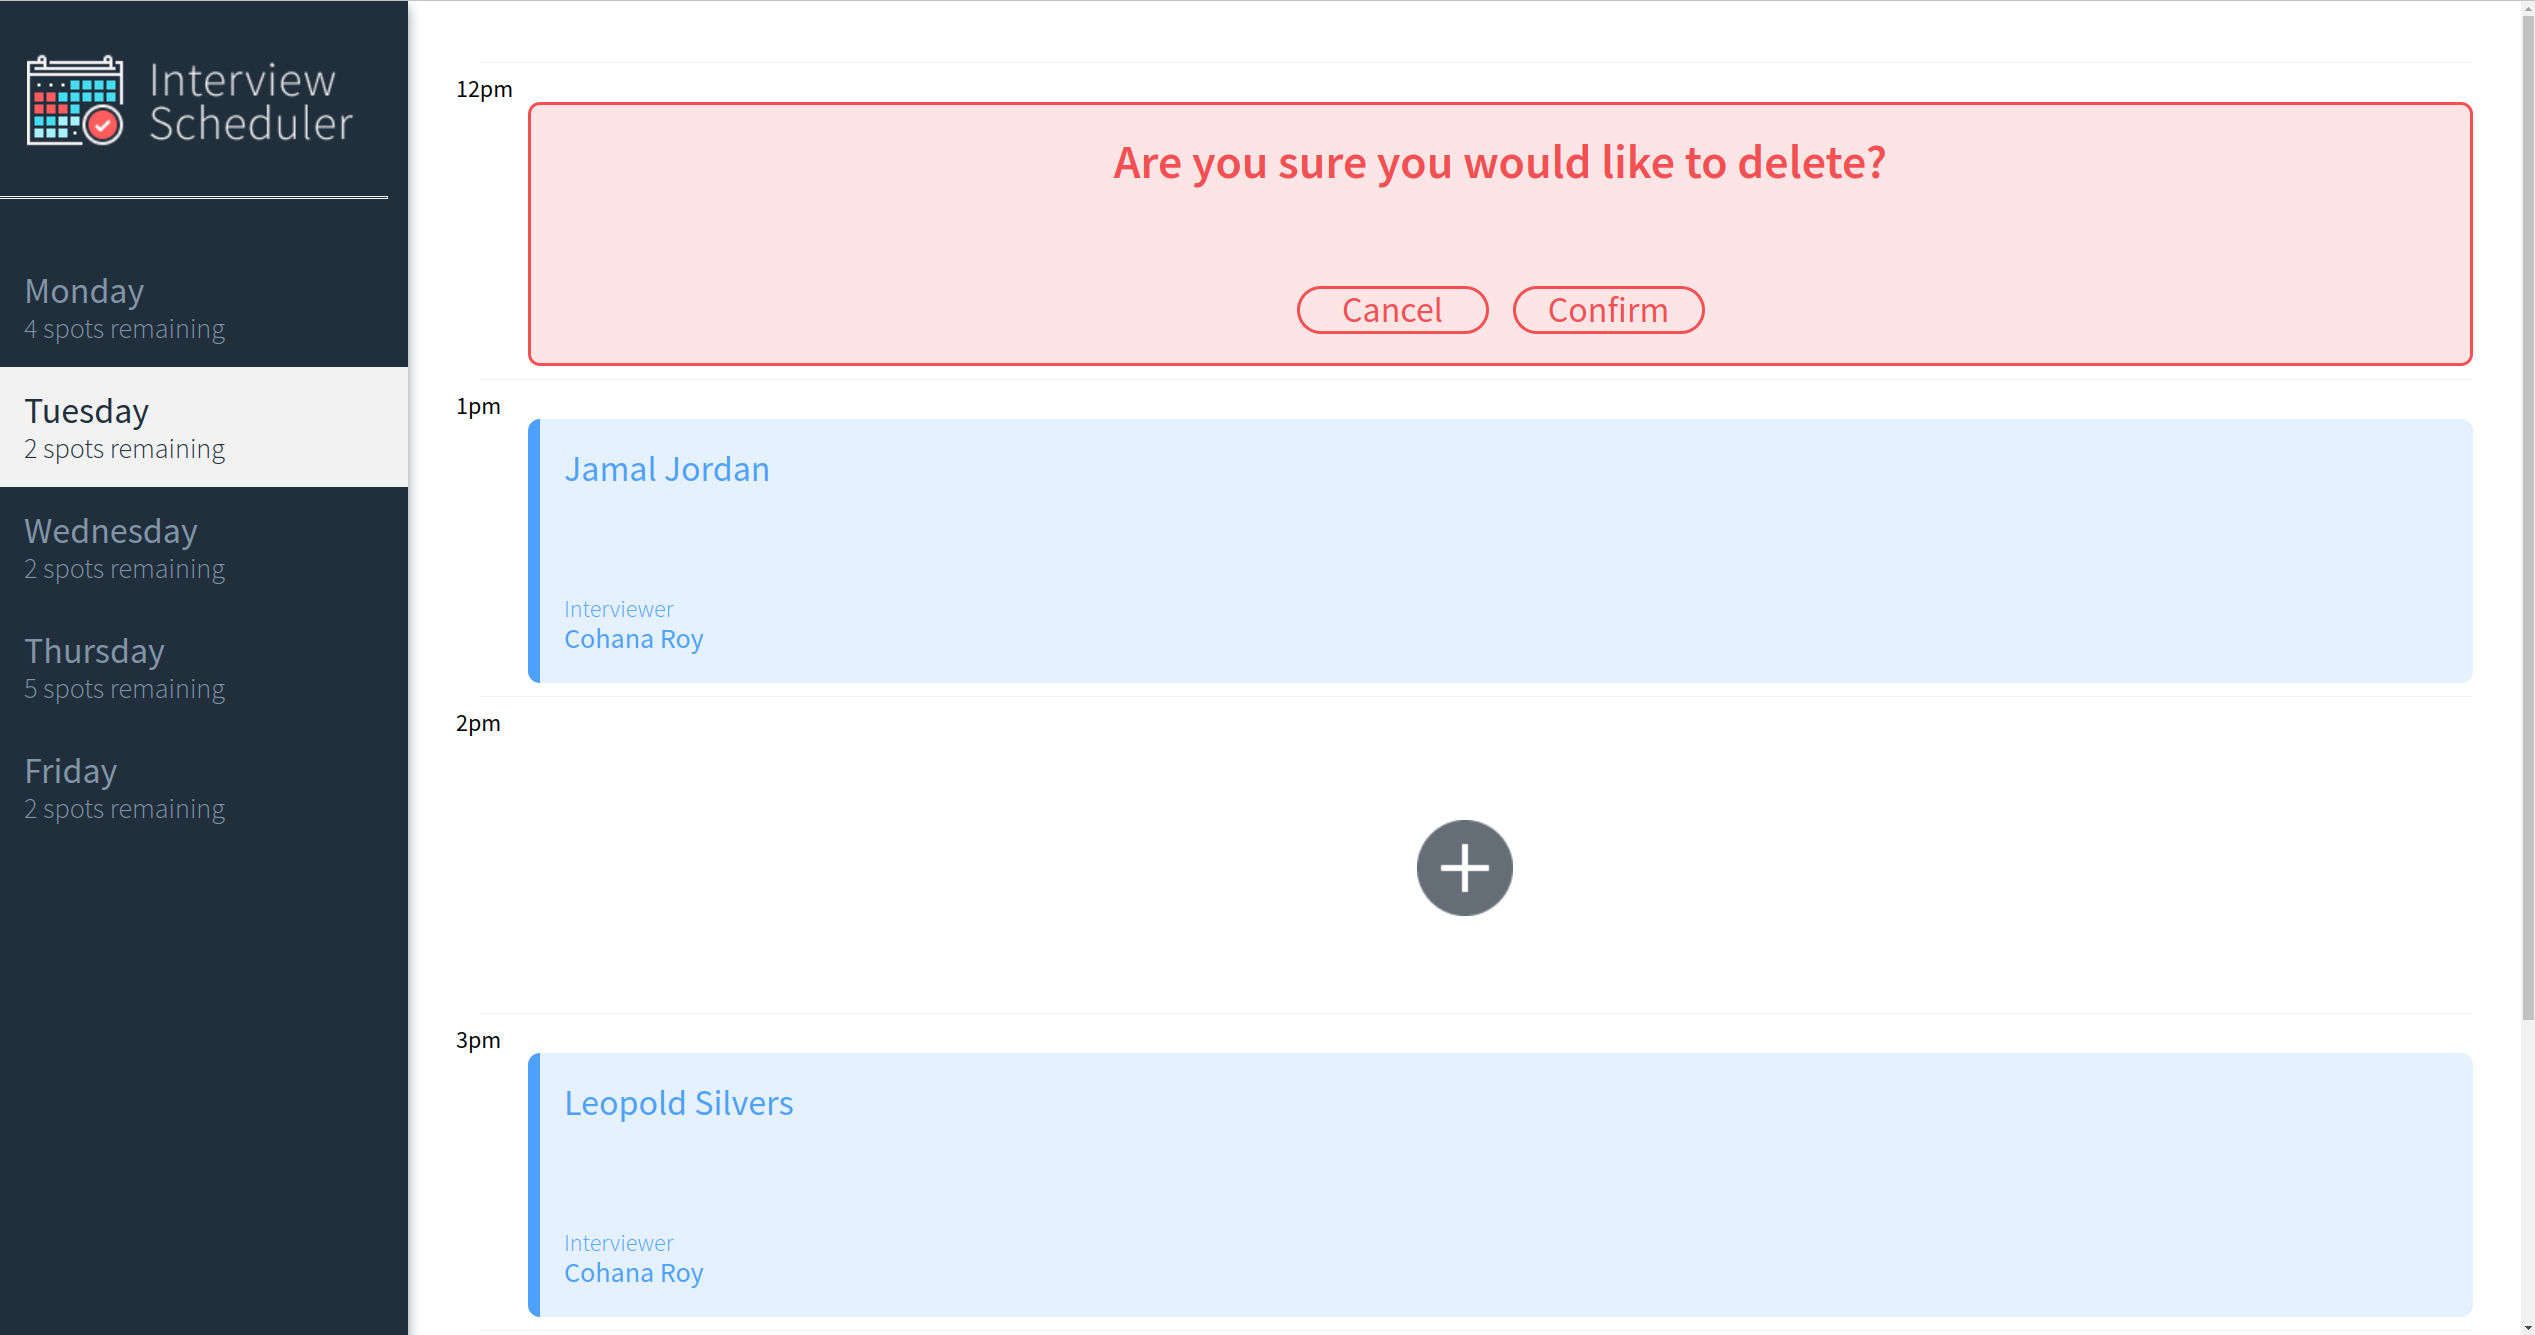 Interview
Scheduler
Monday
4 spots remaining
Tuesday
2 spots remaining
Wednesday
2 spots remaining
Thursday
5 spots remaining
Friday
2 spots remaining
12pm
Are you sure you would like to delete?
Cancel Confirm
1pm
Jamal Jordan
Interviewer
Cohana Roy
2pm
3pm
Leopold Silvers
Interviewer
Cohana Roy